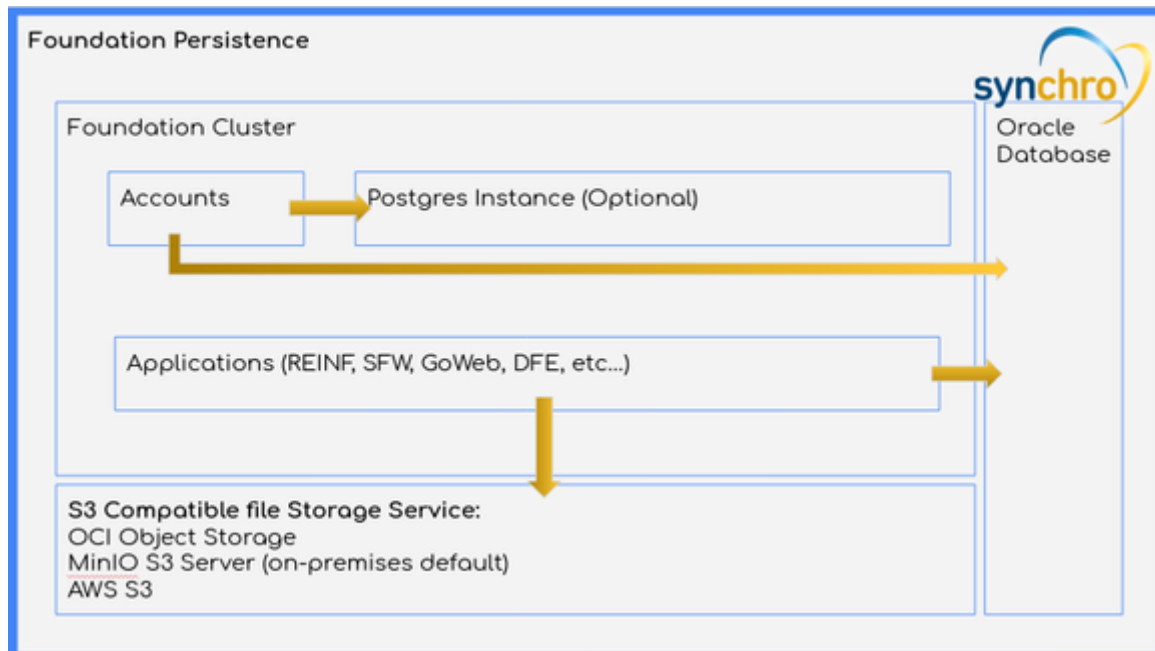 Foundation Persistence
synchro
Foundation Cluster
Oracle
Database
Accounts
Postgres Instance (Optional)
Applications (REINF, SFW, GoWeb, DFE, etc...)
S3 Compatible file Storage Service:
OCI Object Storage
MinIO S3 Server (on-premises default)
AWS S3